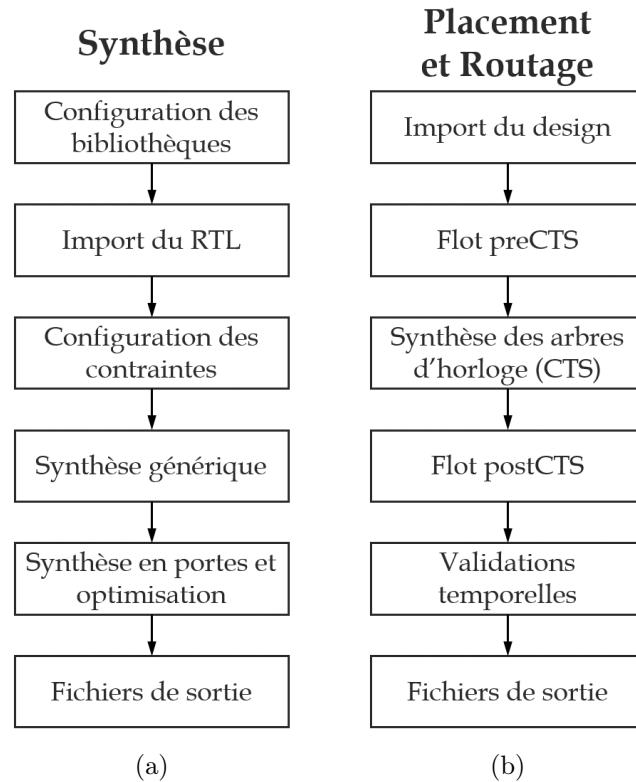 Synthèse
Configuration des
bibliothèques
Import du RTL
Configuration des
contraintes
Synthèse générique
Synthèse en portes et
optimisation
Fichiers de sortie
(a)
Placement
et Routage
Import du design
Flot preCTS
Synthèse des arbres
d'horloge (CTS)
Flot postCTS
Validations
temporelles
Fichiers de sortie
(b)